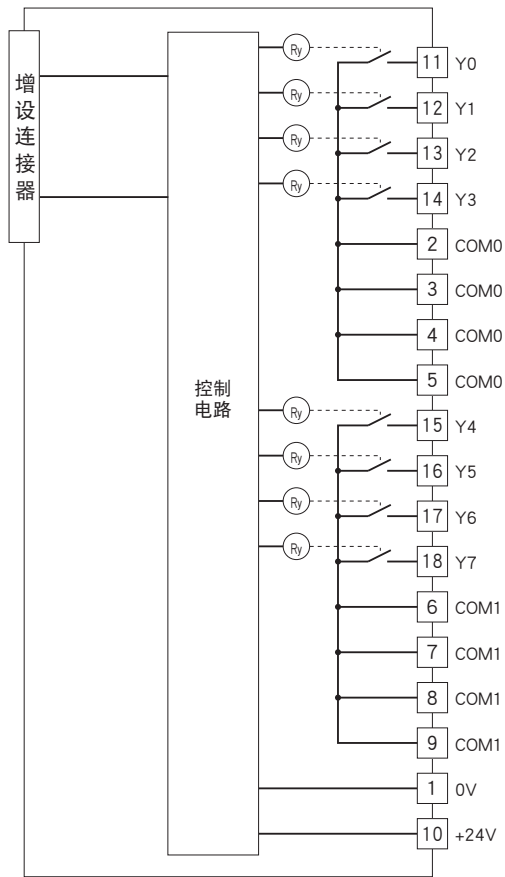 增设连接器
控制
电路
Ry 11 Y0
Ry 12 Y1
Ry 13 Y2
Ry 14 Y3
2 COM0
3 COM0
4 COM0
5 COM0
Ry 15 Y4
Ry 16 Y5
Ry 17 Y6
Ry 18 Y7
6 COM1
7 COM1
8 COM1
9 COM1
1 0V
10 +24V